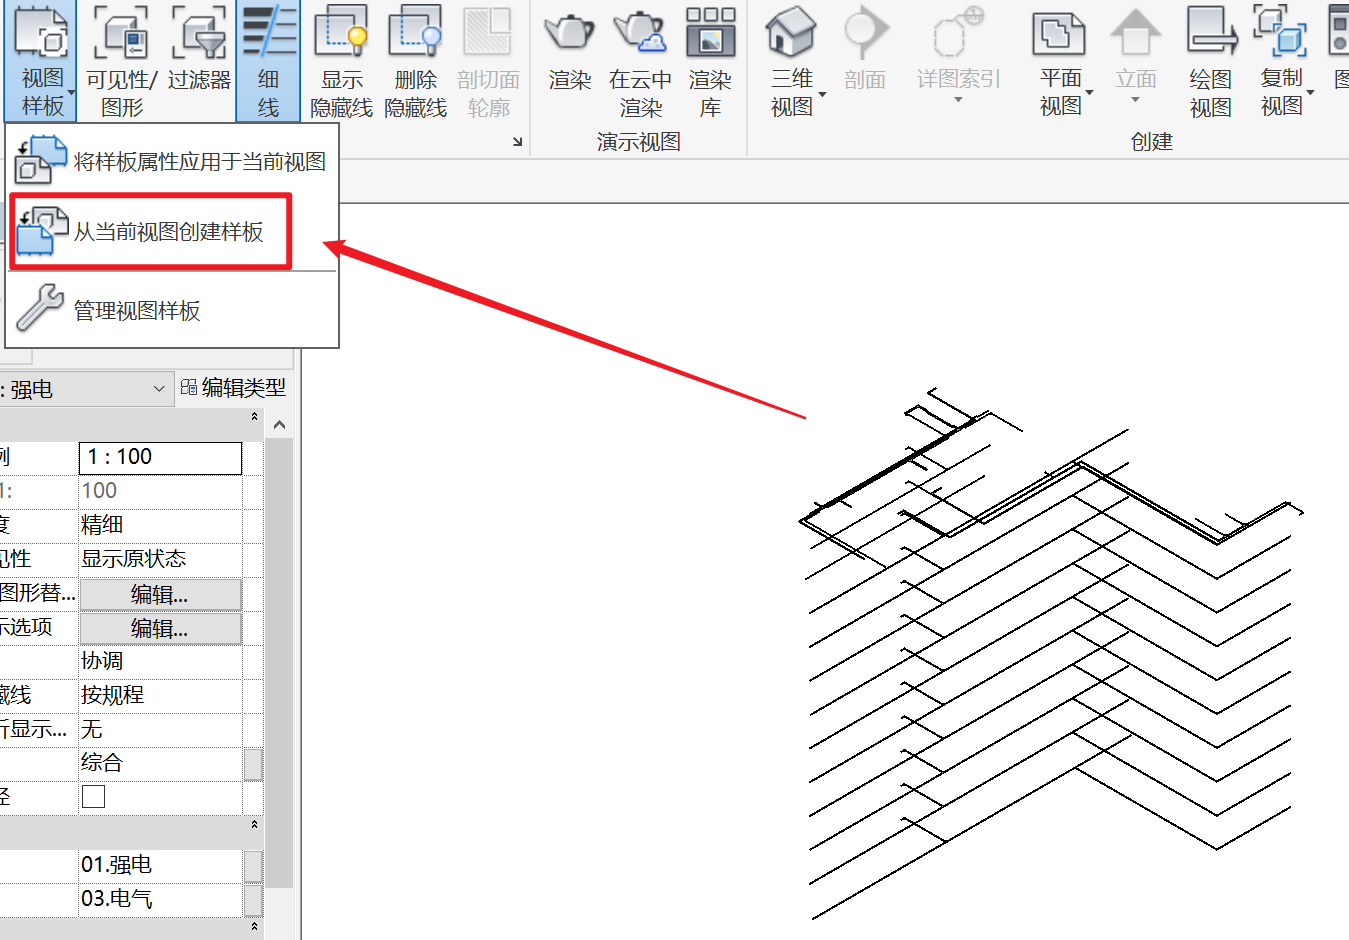 视图
样板
可见性/
图形
过滤器
细
线
显示
隐藏线
删除
隐藏线
剖切面
轮廓
渲染
在云中
渲染
渲染
库
三维
视图
剖面
详图索引
平面
视图
立面
绘图
视图
复制
视图
演示视图
创建
将样板属性应用于当前视图
从当前视图创建样板
管理视图样板
: 强电
编辑类型
1 : 100
1:
100
度
精细
见性
显示原状态
图形替...
编辑...
示选项
编辑...
协调
藏线
按规程
析显示...
无
综合
径
01.强电
03.电气